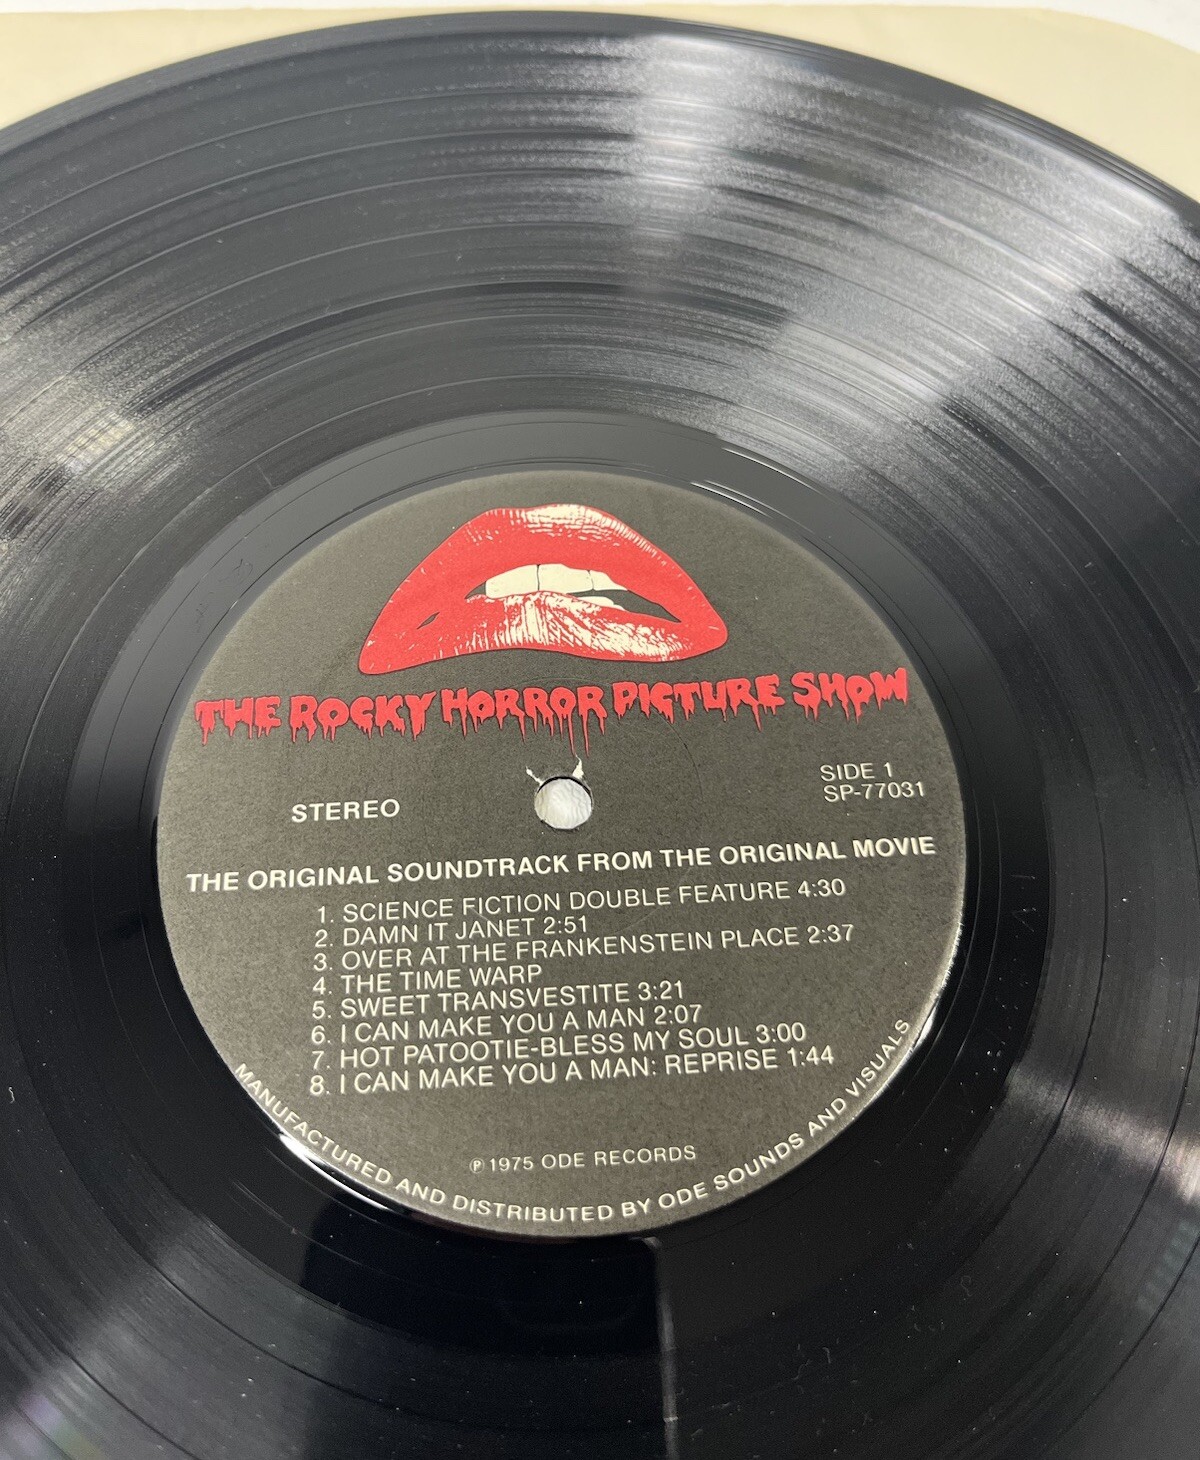 THE ROCKY HORROR PICTURE SHOW
STEREO
SIDE 1
SP-77031
THE ORIGINAL SOUNDTRACK FROM THE ORIGINAL MOVIE
1. SCIENCE FICTION DOUBLE FEATURE 4:30
2. DAMN IT JANET 2:51
3. OVER AT THE FRANKENSTEIN PLACE 2:37
4. THE TIME WARP
5. SWEET TRANSVESTITE 3:21
6. I CAN MAKE YOU A MAN 2:07
7. HOT PATOOTIE-BLESS MY SOUL 3:00
8. I CAN MAKE YOU A MAN: REPRISE 1:44
℗ 1975 ODE RECORDS
MANUFACTURED AND DISTRIBUTED BY ODE SOUNDS AND VISUALS